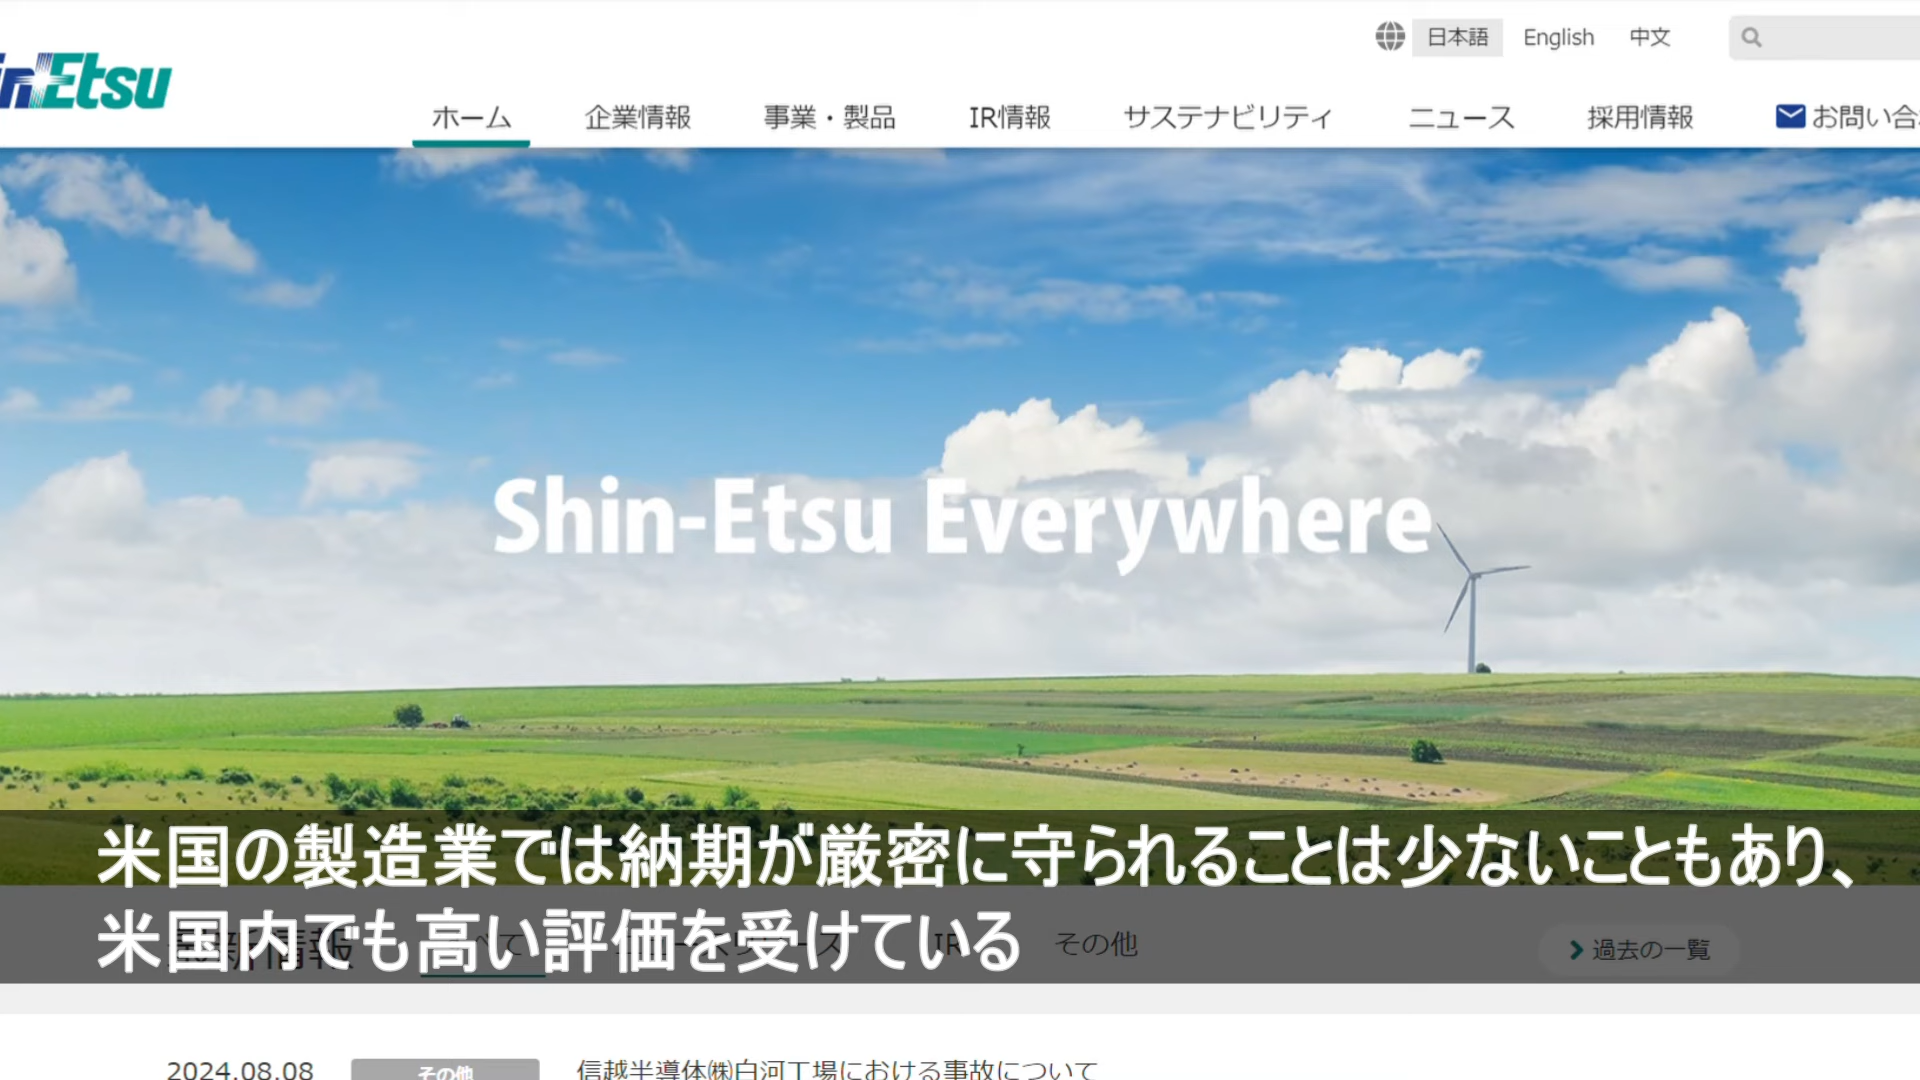 日本語 English 中文
in-Etsu
ホーム 企業情報 事業・製品 IR情報 サステナビリティ ニュース 採用情報 お問い合
Shin-Etsu Everywhere
米国の製造業では納期が厳密に守られることは少ないこともあり、
米国内でも高い評価を受けている
IR その他 過去の一覧
2024.08.08 その他 信越半導体㈱白河工場における事故について